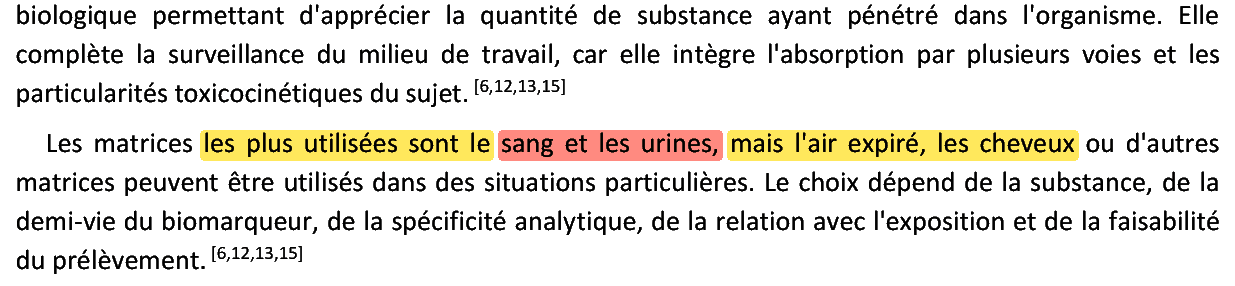 biologique permettant d'apprécier la quantité de substance ayant pénétré dans l'organisme. Elle
complète la surveillance du milieu de travail, car elle intègre l'absorption par plusieurs voies et les
particularités toxicocinétiques du sujet. [6,12,13,15]
Les matrices les plus utilisées sont le sang et les urines, mais l'air expiré, les cheveux ou d'autres
matrices peuvent être utilisés dans des situations particulières. Le choix dépend de la substance, de la
demi-vie du biomarqueur, de la spécificité analytique, de la relation avec l'exposition et de la faisabilité
du prélèvement. [6,12,13,15]